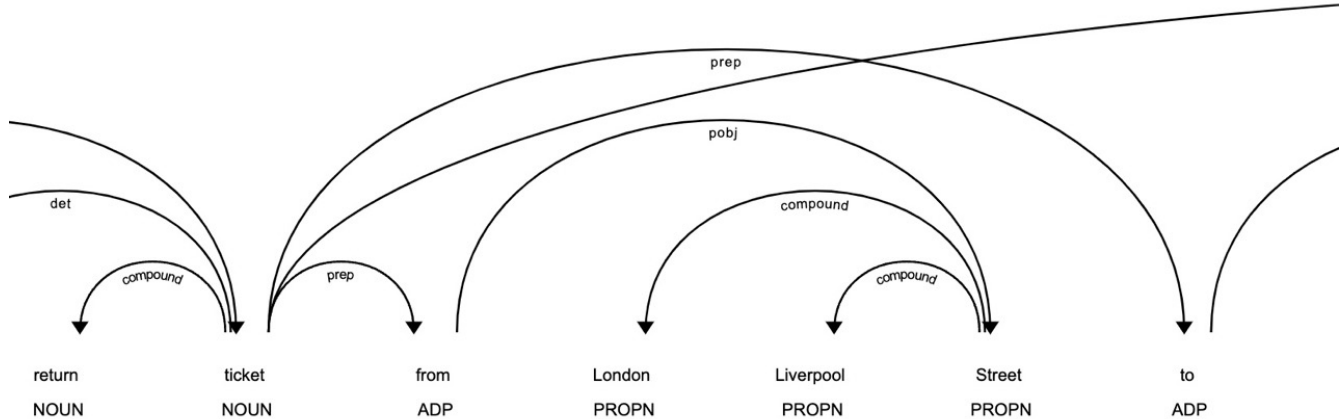 prep
pobj
det compound
compound prep compound
return ticket from London Liverpool Street to
NOUN NOUN ADP PROPN PROPN PROPN ADP